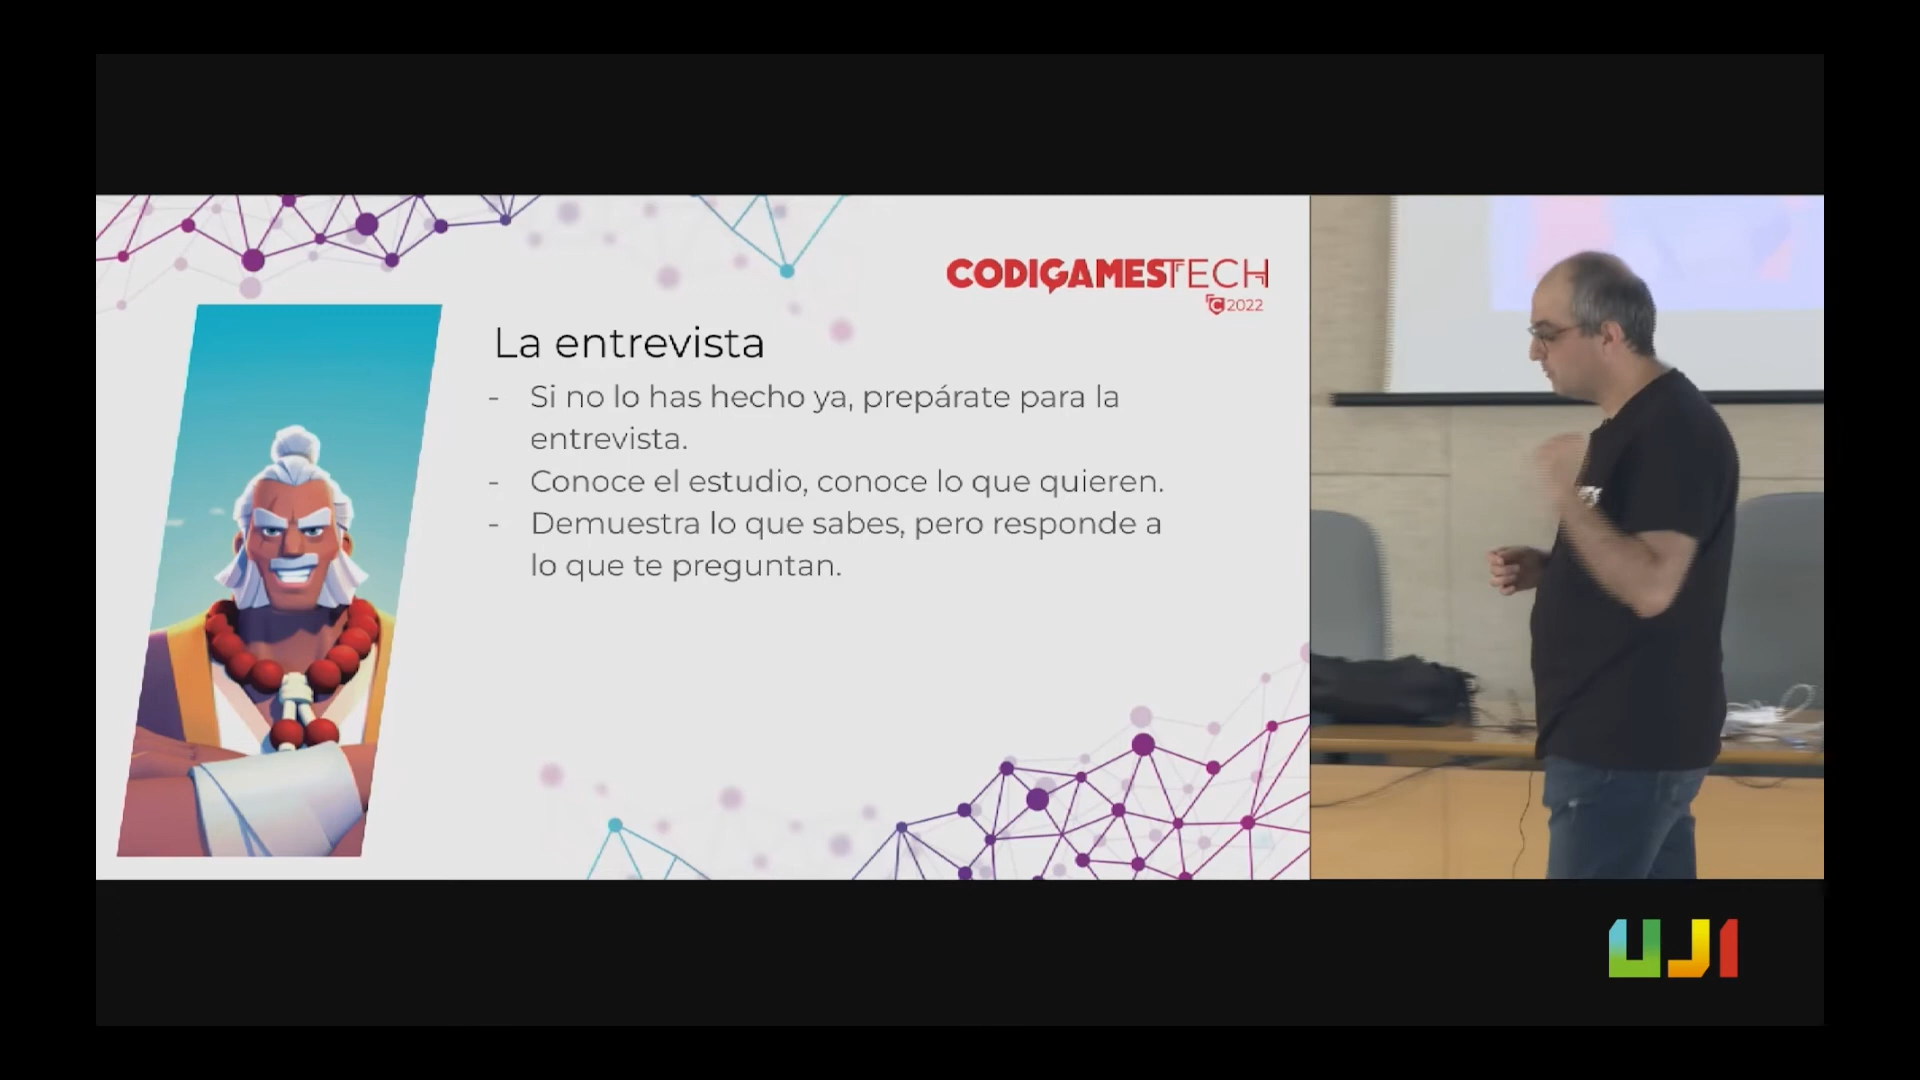 CODIGAMESTECH
C 2022
La entrevista
- Si no lo has hecho ya, prepárate para la
entrevista.
- Conoce el estudio, conoce lo que quieren.
- Demuestra lo que sabes, pero responde a
lo que te preguntan.
UJI